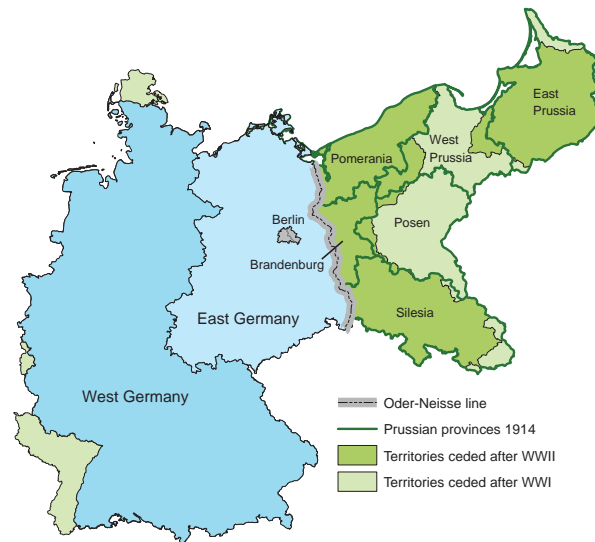 East
Prussia
West
Prussia
Pomerania
Posen
Berlin
Brandenburg
Silesia
East Germany
West Germany
Oder-Neisse line
Prussian provinces 1914
Territories ceded after WWII
Territories ceded after WWI